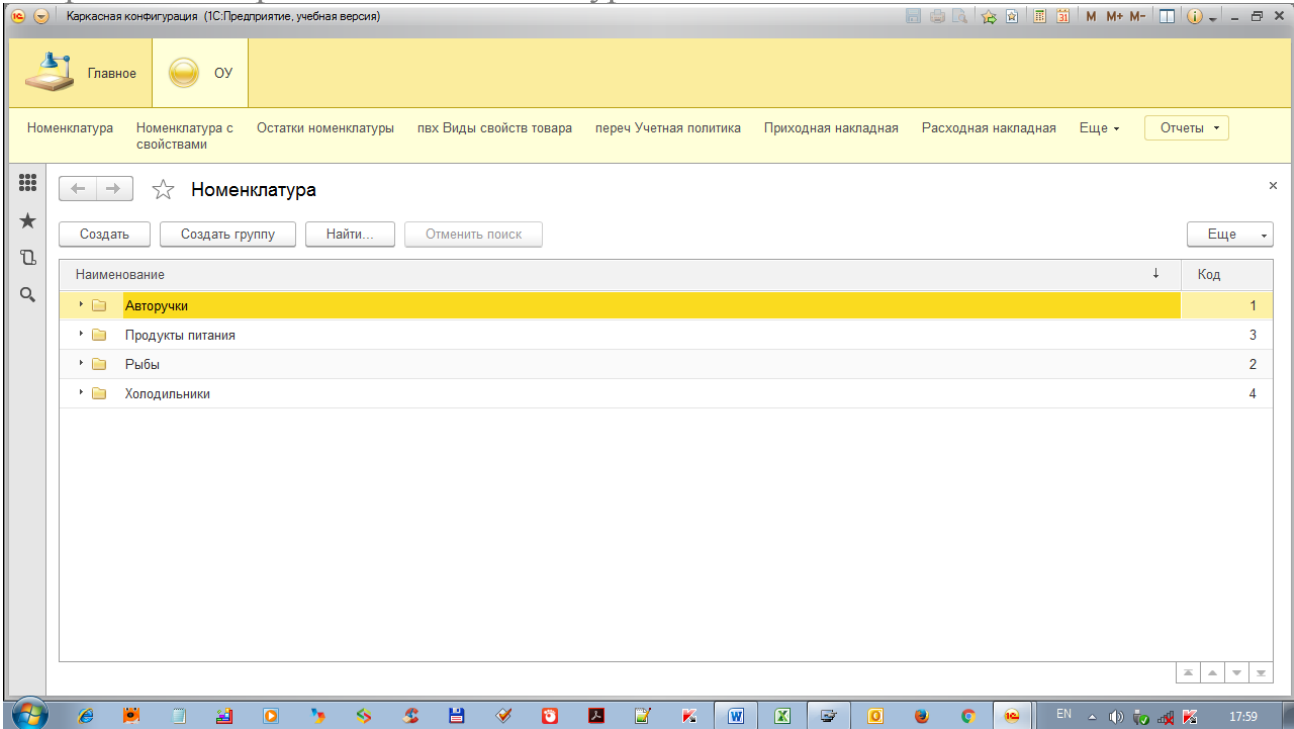 Каркасная конфигурация (1С:Предприятие, учебная версия)
M M+ M-
Главное
ОУ
Номенклатура
Номенклатура с
свойствами
Остатки номенклатуры
пвх Виды свойств товара
переч Учетная политика
Приходная накладная
Расходная накладная
Еще
Отчеты
Номенклатура
Создать
Создать группу
Найти...
Отменить поиск
Еще
Наименование
Код
Авторучки 1
Продукты питания 3
Рыбы 2
Холодильники 4
EN
17:59